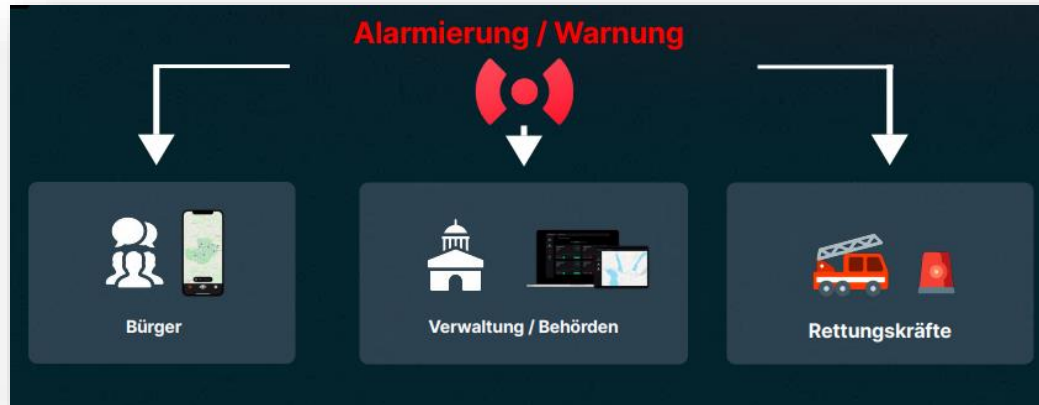 Alarmierung / Warnung
Bürger
Verwaltung / Behörden
Rettungskräfte